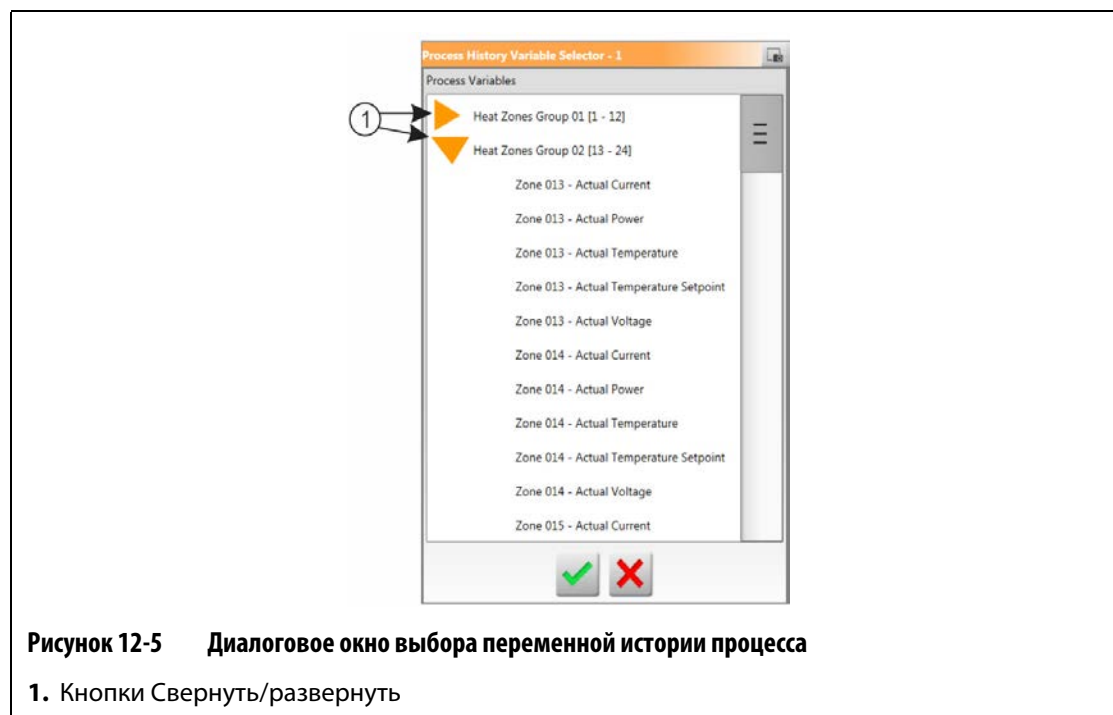 Process History Variable Selector - 1
Process Variables
1
Heat Zones Group 01 [1 - 12]
Heat Zones Group 02 [13 - 24]
Zone 013 - Actual Current
Zone 013 - Actual Power
Zone 013 - Actual Temperature
Zone 013 - Actual Temperature Setpoint
Zone 013 - Actual Voltage
Zone 014 - Actual Current
Zone 014 - Actual Power
Zone 014 - Actual Temperature
Zone 014 - Actual Temperature Setpoint
Zone 014 - Actual Voltage
Zone 015 - Actual Current
Рисунок 12-5 Диалоговое окно выбора переменной истории процесса
1. Кнопки Свернуть/развернуть